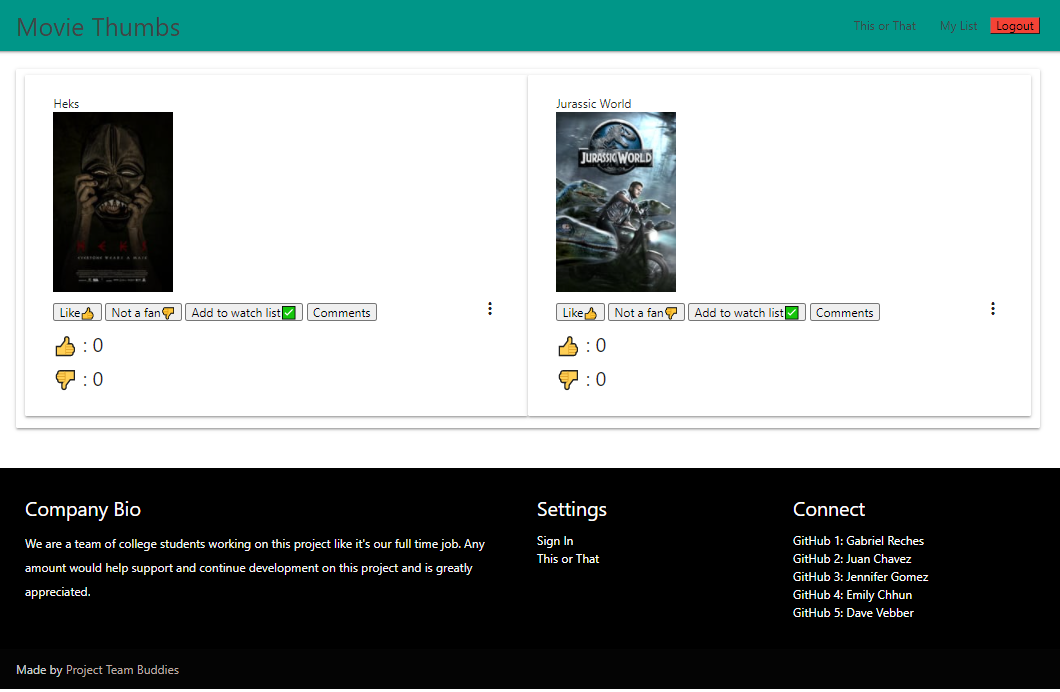 Movie Thumbs
This or That
My List
Logout
Heks
Jurassic World
HEKS
EVERYONE WEARS A MASK
JURASSIC WORLD
Like👍 Not a fan👎 Add to watch list✅ Comments
Like👍 Not a fan👎 Add to watch list✅ Comments
👍 : 0
👎 : 0
👍 : 0
👎 : 0
Company Bio
We are a team of college students working on this project like it's our full time job. Any
amount would help support and continue development on this project and is greatly
appreciated.
Settings
Sign In
This or That
Connect
GitHub 1: Gabriel Reches
GitHub 2: Juan Chavez
GitHub 3: Jennifer Gomez
GitHub 4: Emily Chhun
GitHub 5: Dave Vebber
Made by Project Team Buddies